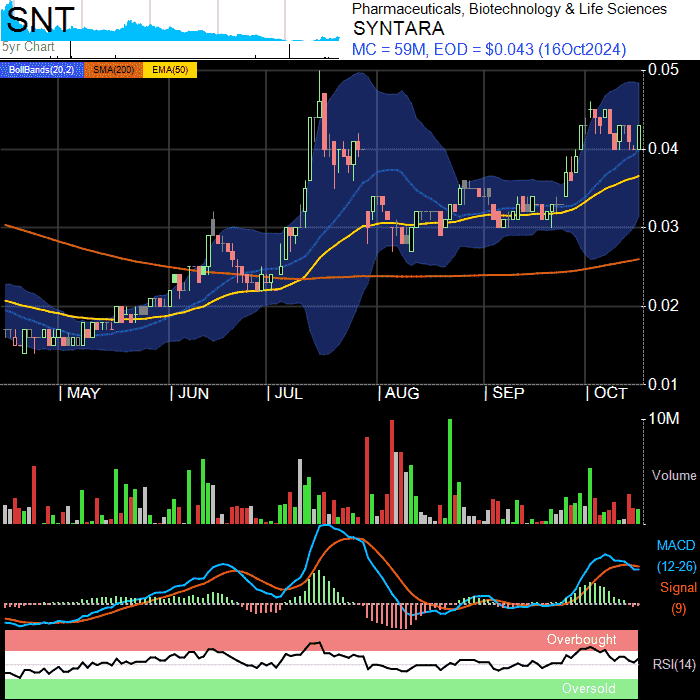 SNT
5yr Chart
Pharmaceuticals, Biotechnology & Life Sciences
SYNTARA
MC = 59M, EOD = $0.043 (16Oct2024)
BollBands(20,2) SMA(200) EMA(50)
0.05
0.04
0.03
0.02
0.01
MAY JUN JUL AUG SEP OCT
10M
Volume
MACD
(12-26)
Signal
(9)
Overbought
RSI(14)
Oversold